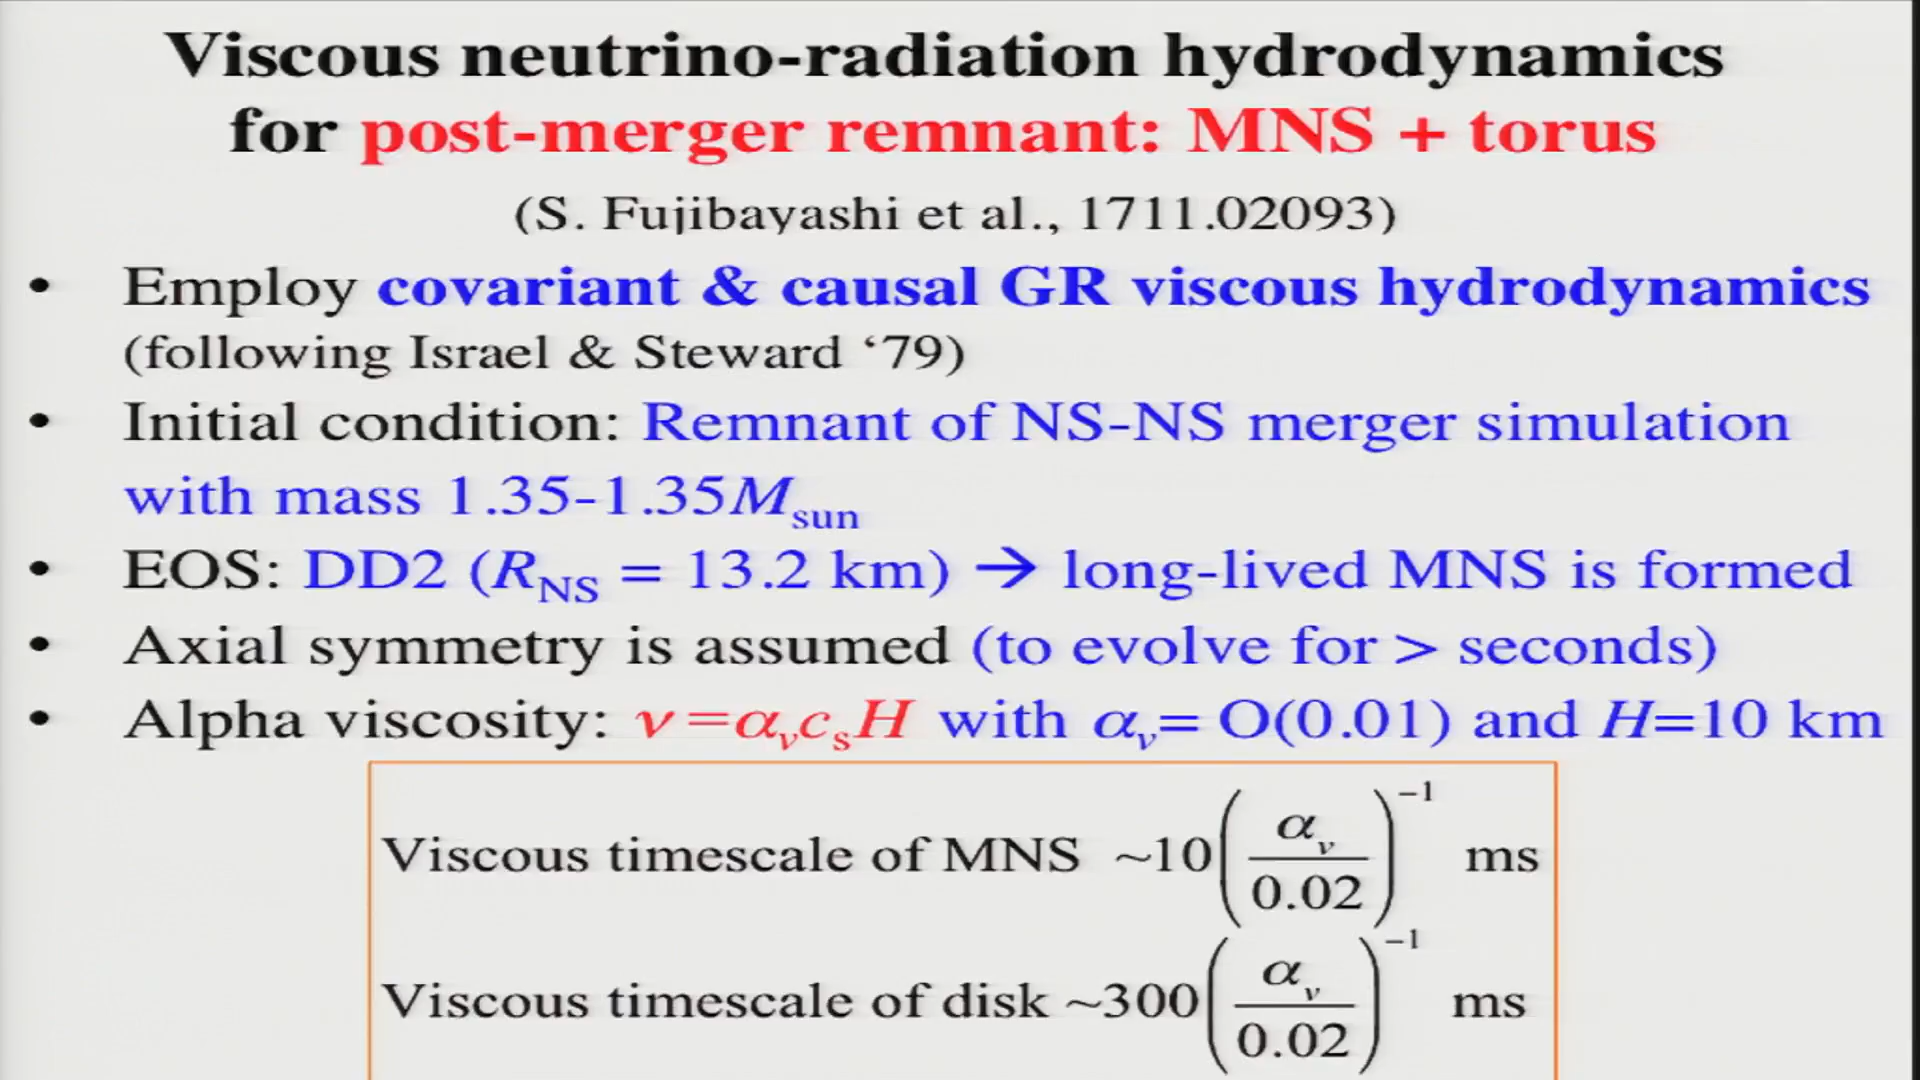 Viscous neutrino-radiation hydrodynamics
for post-merger remnant: MNS + torus
(S. Fujibayashi et al., 1711.02093)
• Employ covariant & causal GR viscous hydrodynamics
(following Israel & Steward ‘79)
• Initial condition: Remnant of NS-NS merger simulation
with mass 1.35-1.35M_sun
• EOS: DD2 (R_NS = 13.2 km) → long-lived MNS is formed
• Axial symmetry is assumed (to evolve for > seconds)
• Alpha viscosity: ν=α_νc_sH with α_ν= O(0.01) and H=10 km
Viscous timescale of MNS ~10(α_ν/0.02)^−1 ms
Viscous timescale of disk ~300(α_ν/0.02)^−1 ms